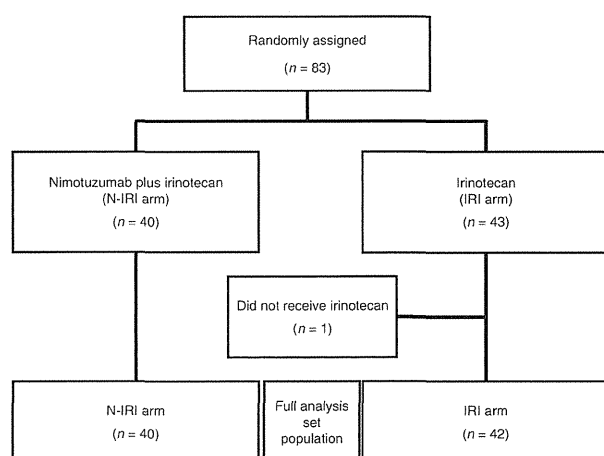 Randomly assigned
(n = 83)
Nimotuzumab plus irinotecan
(N-IRI arm)
(n = 40)
Irinotecan
(IRI arm)
(n = 43)
Did not receive irinotecan
(n = 1)
N-IRI arm
(n = 40)
Full analysis
set
population
IRI arm
(n = 42)